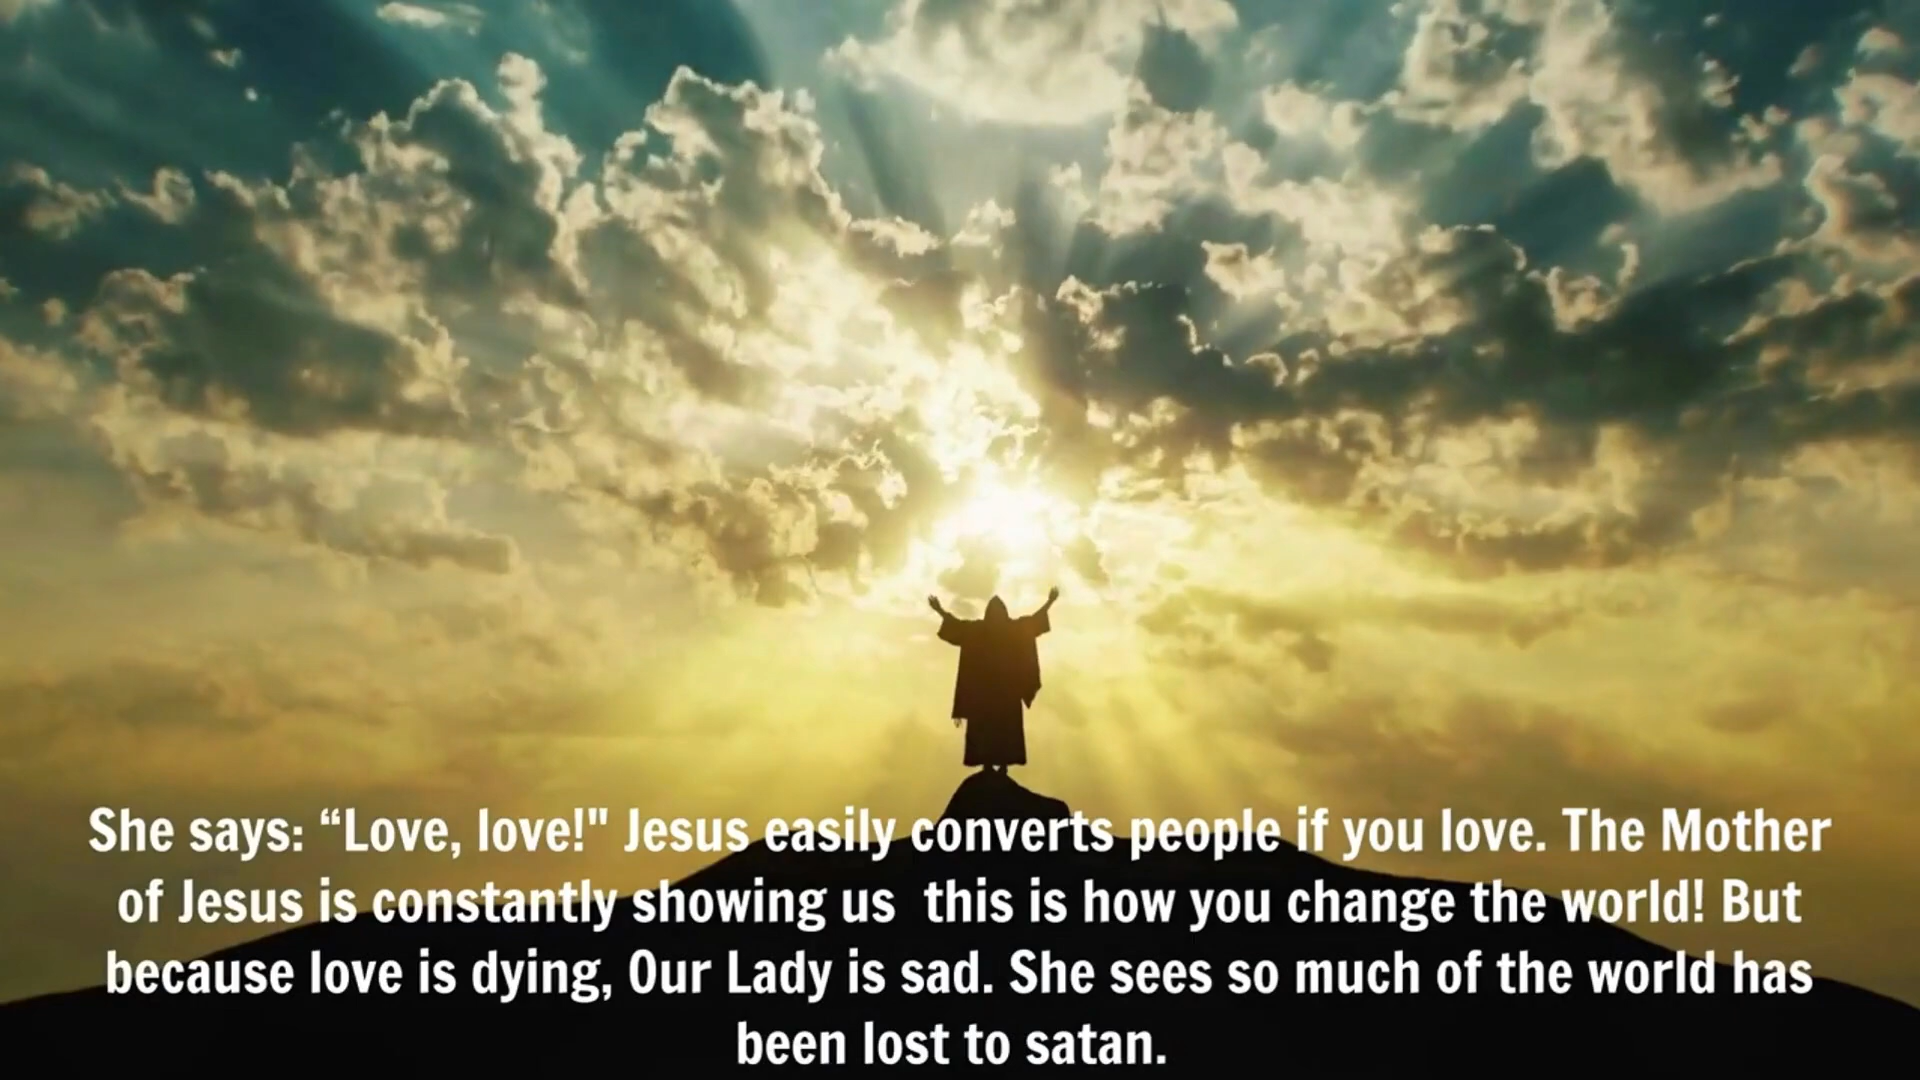 She says: “Love, love!" Jesus easily converts people if you love. The Mother
of Jesus is constantly showing us  this is how you change the world! But
because love is dying, Our Lady is sad. She sees so much of the world has
been lost to satan.